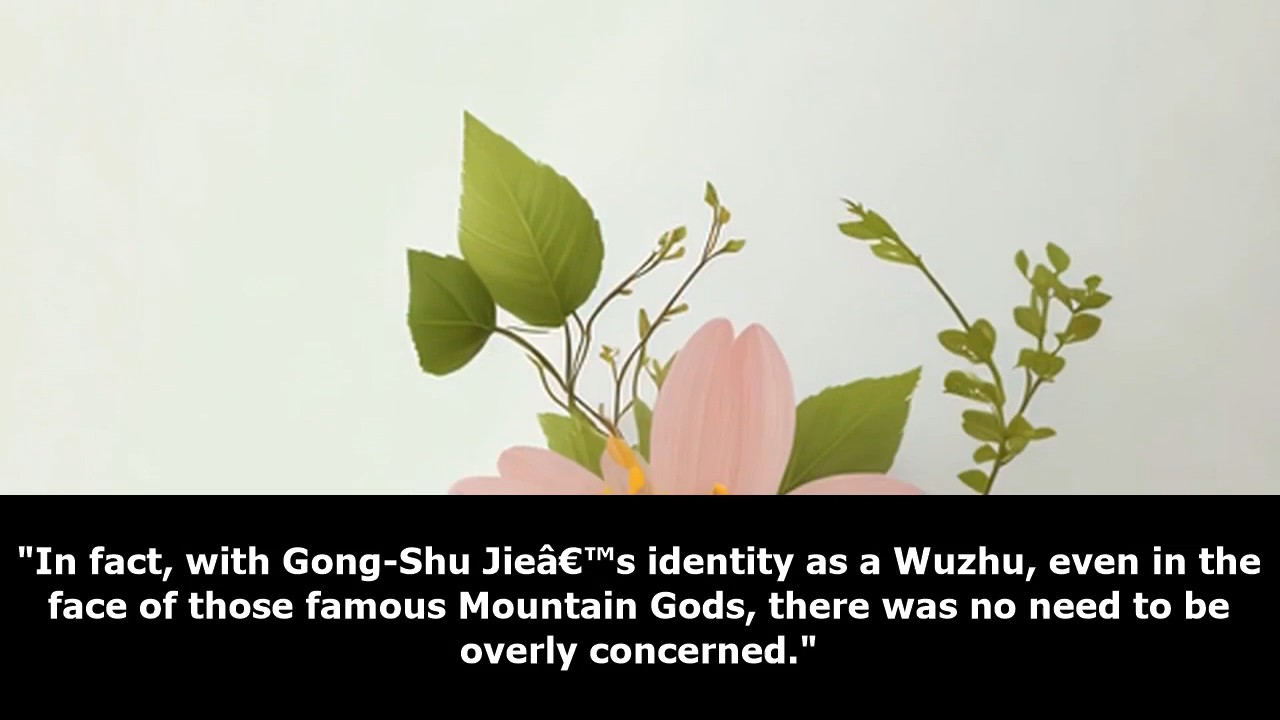 "In fact, with Gong-Shu Jieâ€™s identity as a Wuzhu, even in the
face of those famous Mountain Gods, there was no need to be
overly concerned."